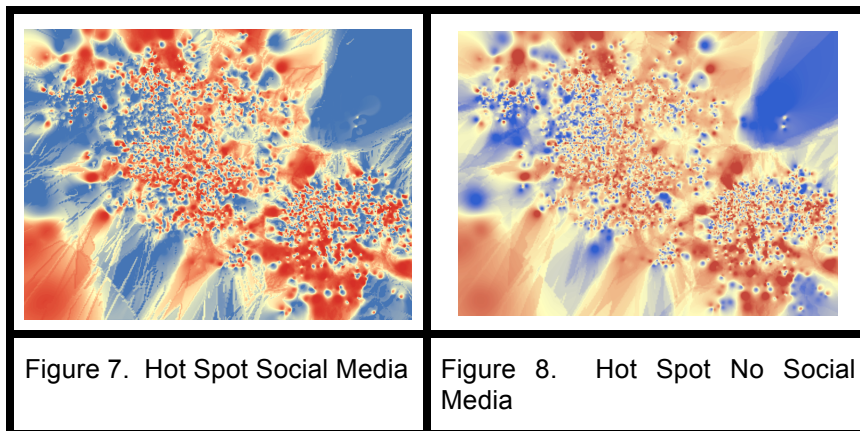 Figure 7. Hot Spot Social Media
Figure 8. Hot Spot No Social
Media